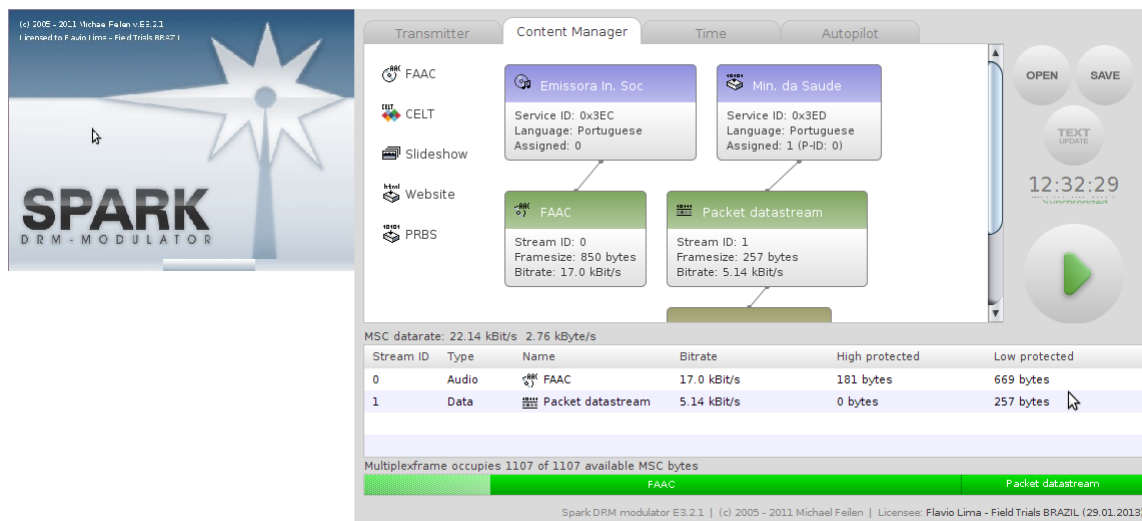 (c) 2005 - 2011 Michael Feilen v.E3.2.1
Licensed to Flavio Lima - Field Trials BRAZIL
SPARK
DRM-MODULATOR
Transmitter
Content Manager
Time
Autopilot
FAAC
CELT
Slideshow
Website
PRBS
Emissora In. Soc
Service ID: 0x3EC
Language: Portuguese
Assigned: 0
Min. da Saude
Service ID: 0x3ED
Language: Portuguese
Assigned: 1 (P-ID: 0)
FAAC
Stream ID: 0
Framesize: 850 bytes
Bitrate: 17.0 kBit/s
Packet datastream
Stream ID: 1
Framesize: 257 bytes
Bitrate: 5.14 kBit/s
OPEN
SAVE
TEXT
UPDATE
12:32:29
Synchronized
MSC datarate: 22.14 kBit/s 2.76 kByte/s
Stream ID Type Name Bitrate High protected Low protected
0 Audio FAAC 17.0 kBit/s 181 bytes 669 bytes
1 Data Packet datastream 5.14 kBit/s 0 bytes 257 bytes
Multiplexframe occupies 1107 of 1107 available MSC bytes
FAAC
Packet datastream
Spark DRM modulator E3.2.1 | (c) 2005 - 2011 Michael Feilen | Licensee: Flavio Lima - Field Trials BRAZIL (29.01.2013)